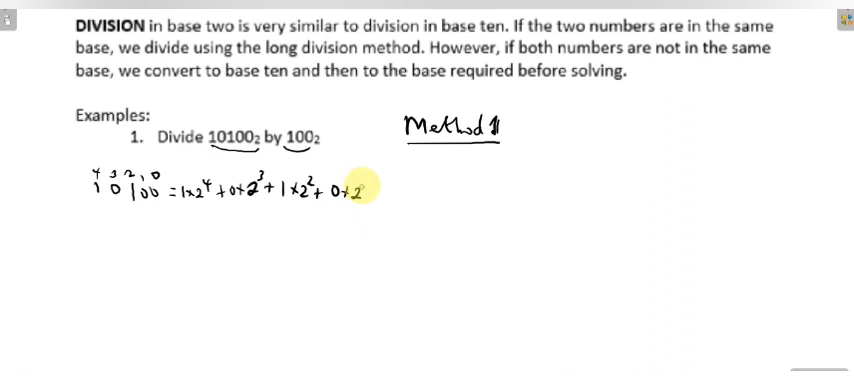 DIVISION in base two is very similar to division in base ten. If the two numbers are in the same
base, we divide using the long division method. However, if both numbers are not in the same
base, we convert to base ten and then to the base required before solving.
Examples:
1. Divide 10100₂ by 100₂
Method 1
4 3 2 1 0
1 0 1 0 0 = 1×2⁴ + 0×2³ + 1×2² + 0×2